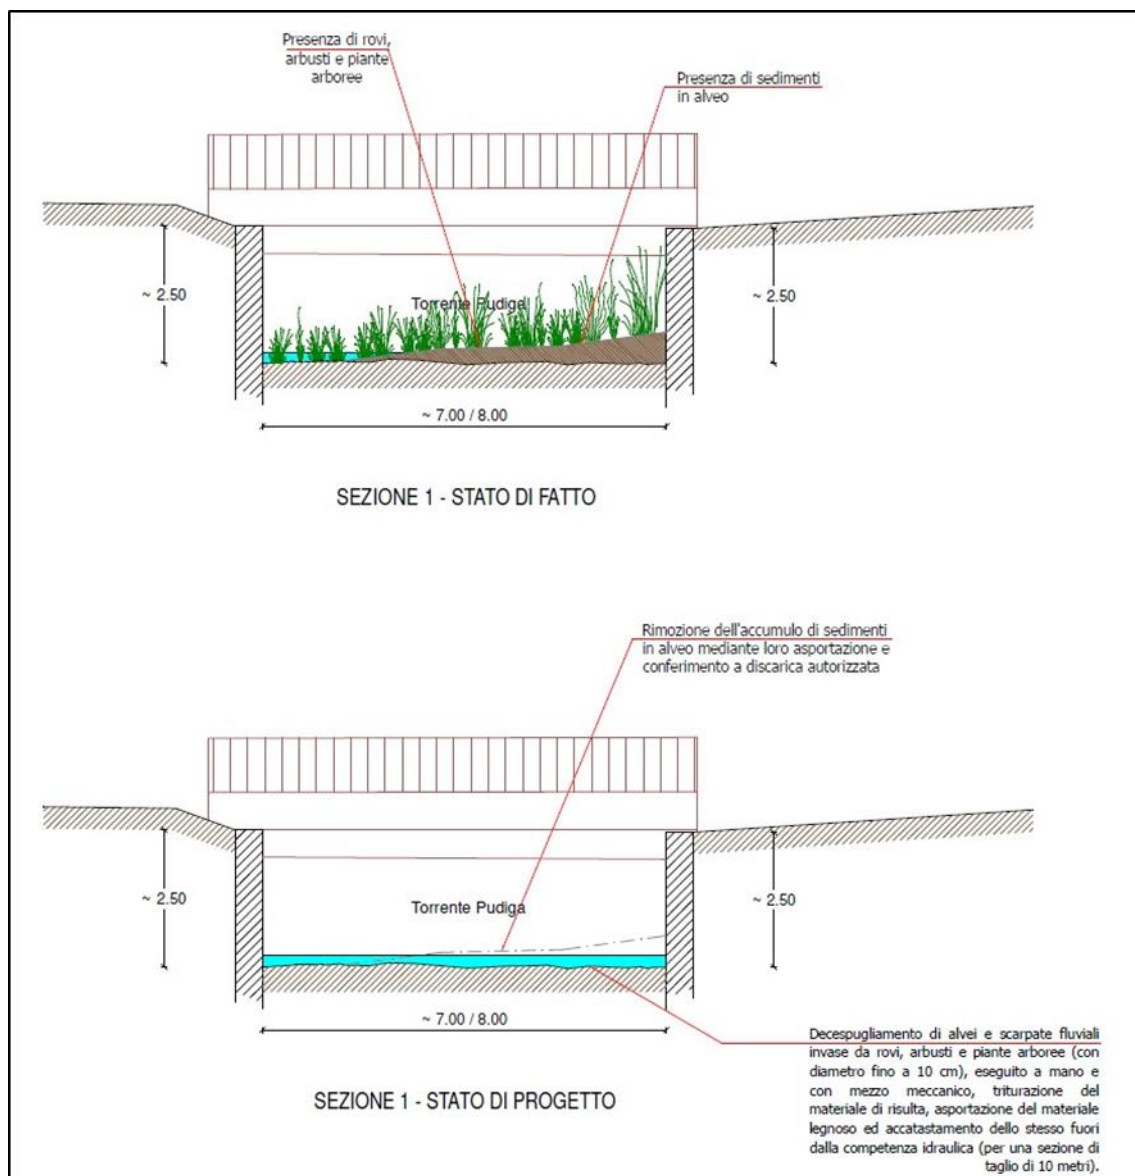 Presenza di rovi,
arbusti e piante
arboree
Presenza di sedimenti
in alveo
~ 2.50
~ 2.50
Torrente Pudiga
~ 7.00 / 8.00
SEZIONE 1 - STATO DI FATTO
Rimozione dell'accumulo di sedimenti
in alveo mediante loro asportazione e
conferimento a discarica autorizzata
~ 2.50
~ 2.50
Torrente Pudiga
~ 7.00 / 8.00
SEZIONE 1 - STATO DI PROGETTO
Decespugliamento di alvei e scarpate fluviali
invase da rovi, arbusti e piante arboree (con
diametro fino a 10 cm), eseguito a mano e
con mezzo meccanico, triturazione del
materiale di risulta, asportazione del materiale
legnoso ed accatastamento dello stesso fuori
dalla competenza idraulica (per una sezione di
taglio di 10 metri).